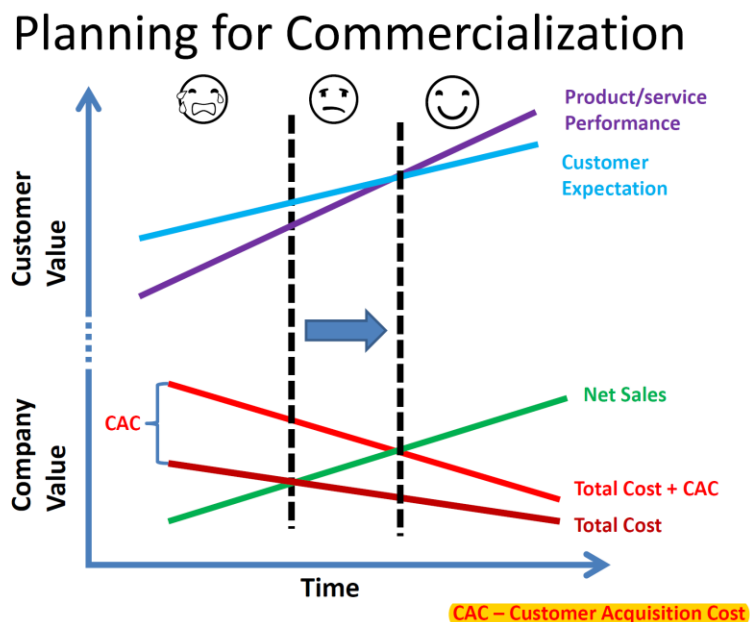 Planning for Commercialization
Product/service
Performance
Customer
Expectation
Customer
Value
Net Sales
CAC
Company
Value
Total Cost + CAC
Total Cost
Time
CAC – Customer Acquisition Cost